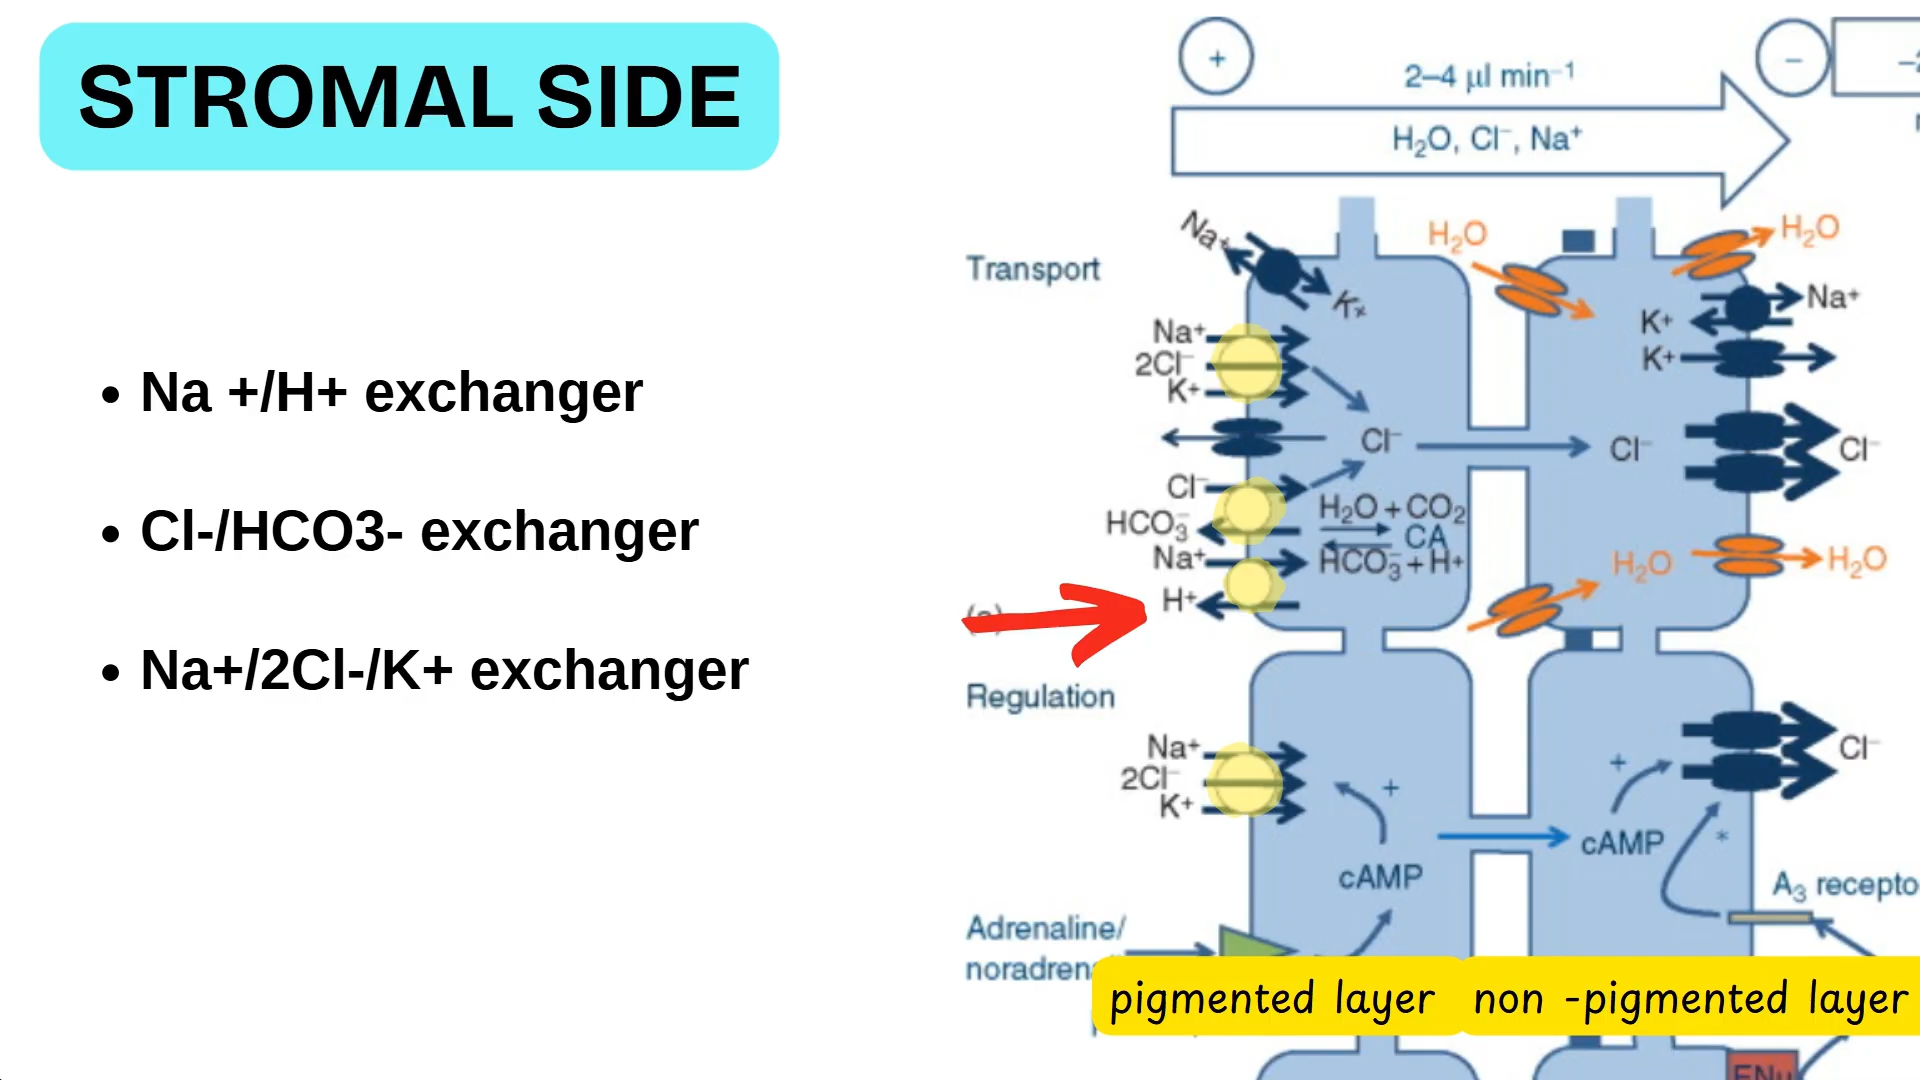 STROMAL SIDE
• Na +/H+ exchanger
• Cl-/HCO3- exchanger
• Na+/2Cl-/K+ exchanger
+
2–4 µl min⁻¹
–
H₂O, Cl⁻, Na⁺
Transport
Na⁺
K⁺
H₂O
H₂O
Na⁺
2Cl⁻
K⁺
K⁺
Na⁺
K⁺
Cl⁻
Cl⁻
Cl⁻
Cl⁻
HCO₃⁻
H₂O + CO₂
CA
HCO₃⁻ + H⁺
Na⁺
H⁺
H₂O
H₂O
Regulation
Na⁺
2Cl⁻
K⁺
+
+
Cl⁻
cAMP
cAMP
*
A₃
Adrenaline/
pigmented layer
non -pigmented layer